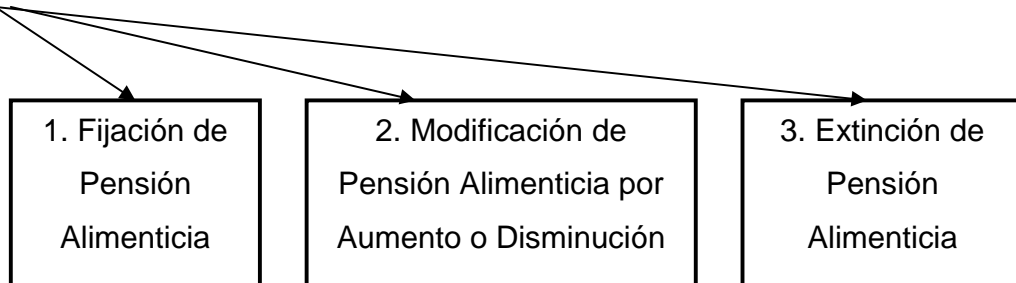 1. Fijación de
Pensión
Alimenticia
2. Modificación de
Pensión Alimenticia por
Aumento o Disminución
3. Extinción de
Pensión
Alimenticia